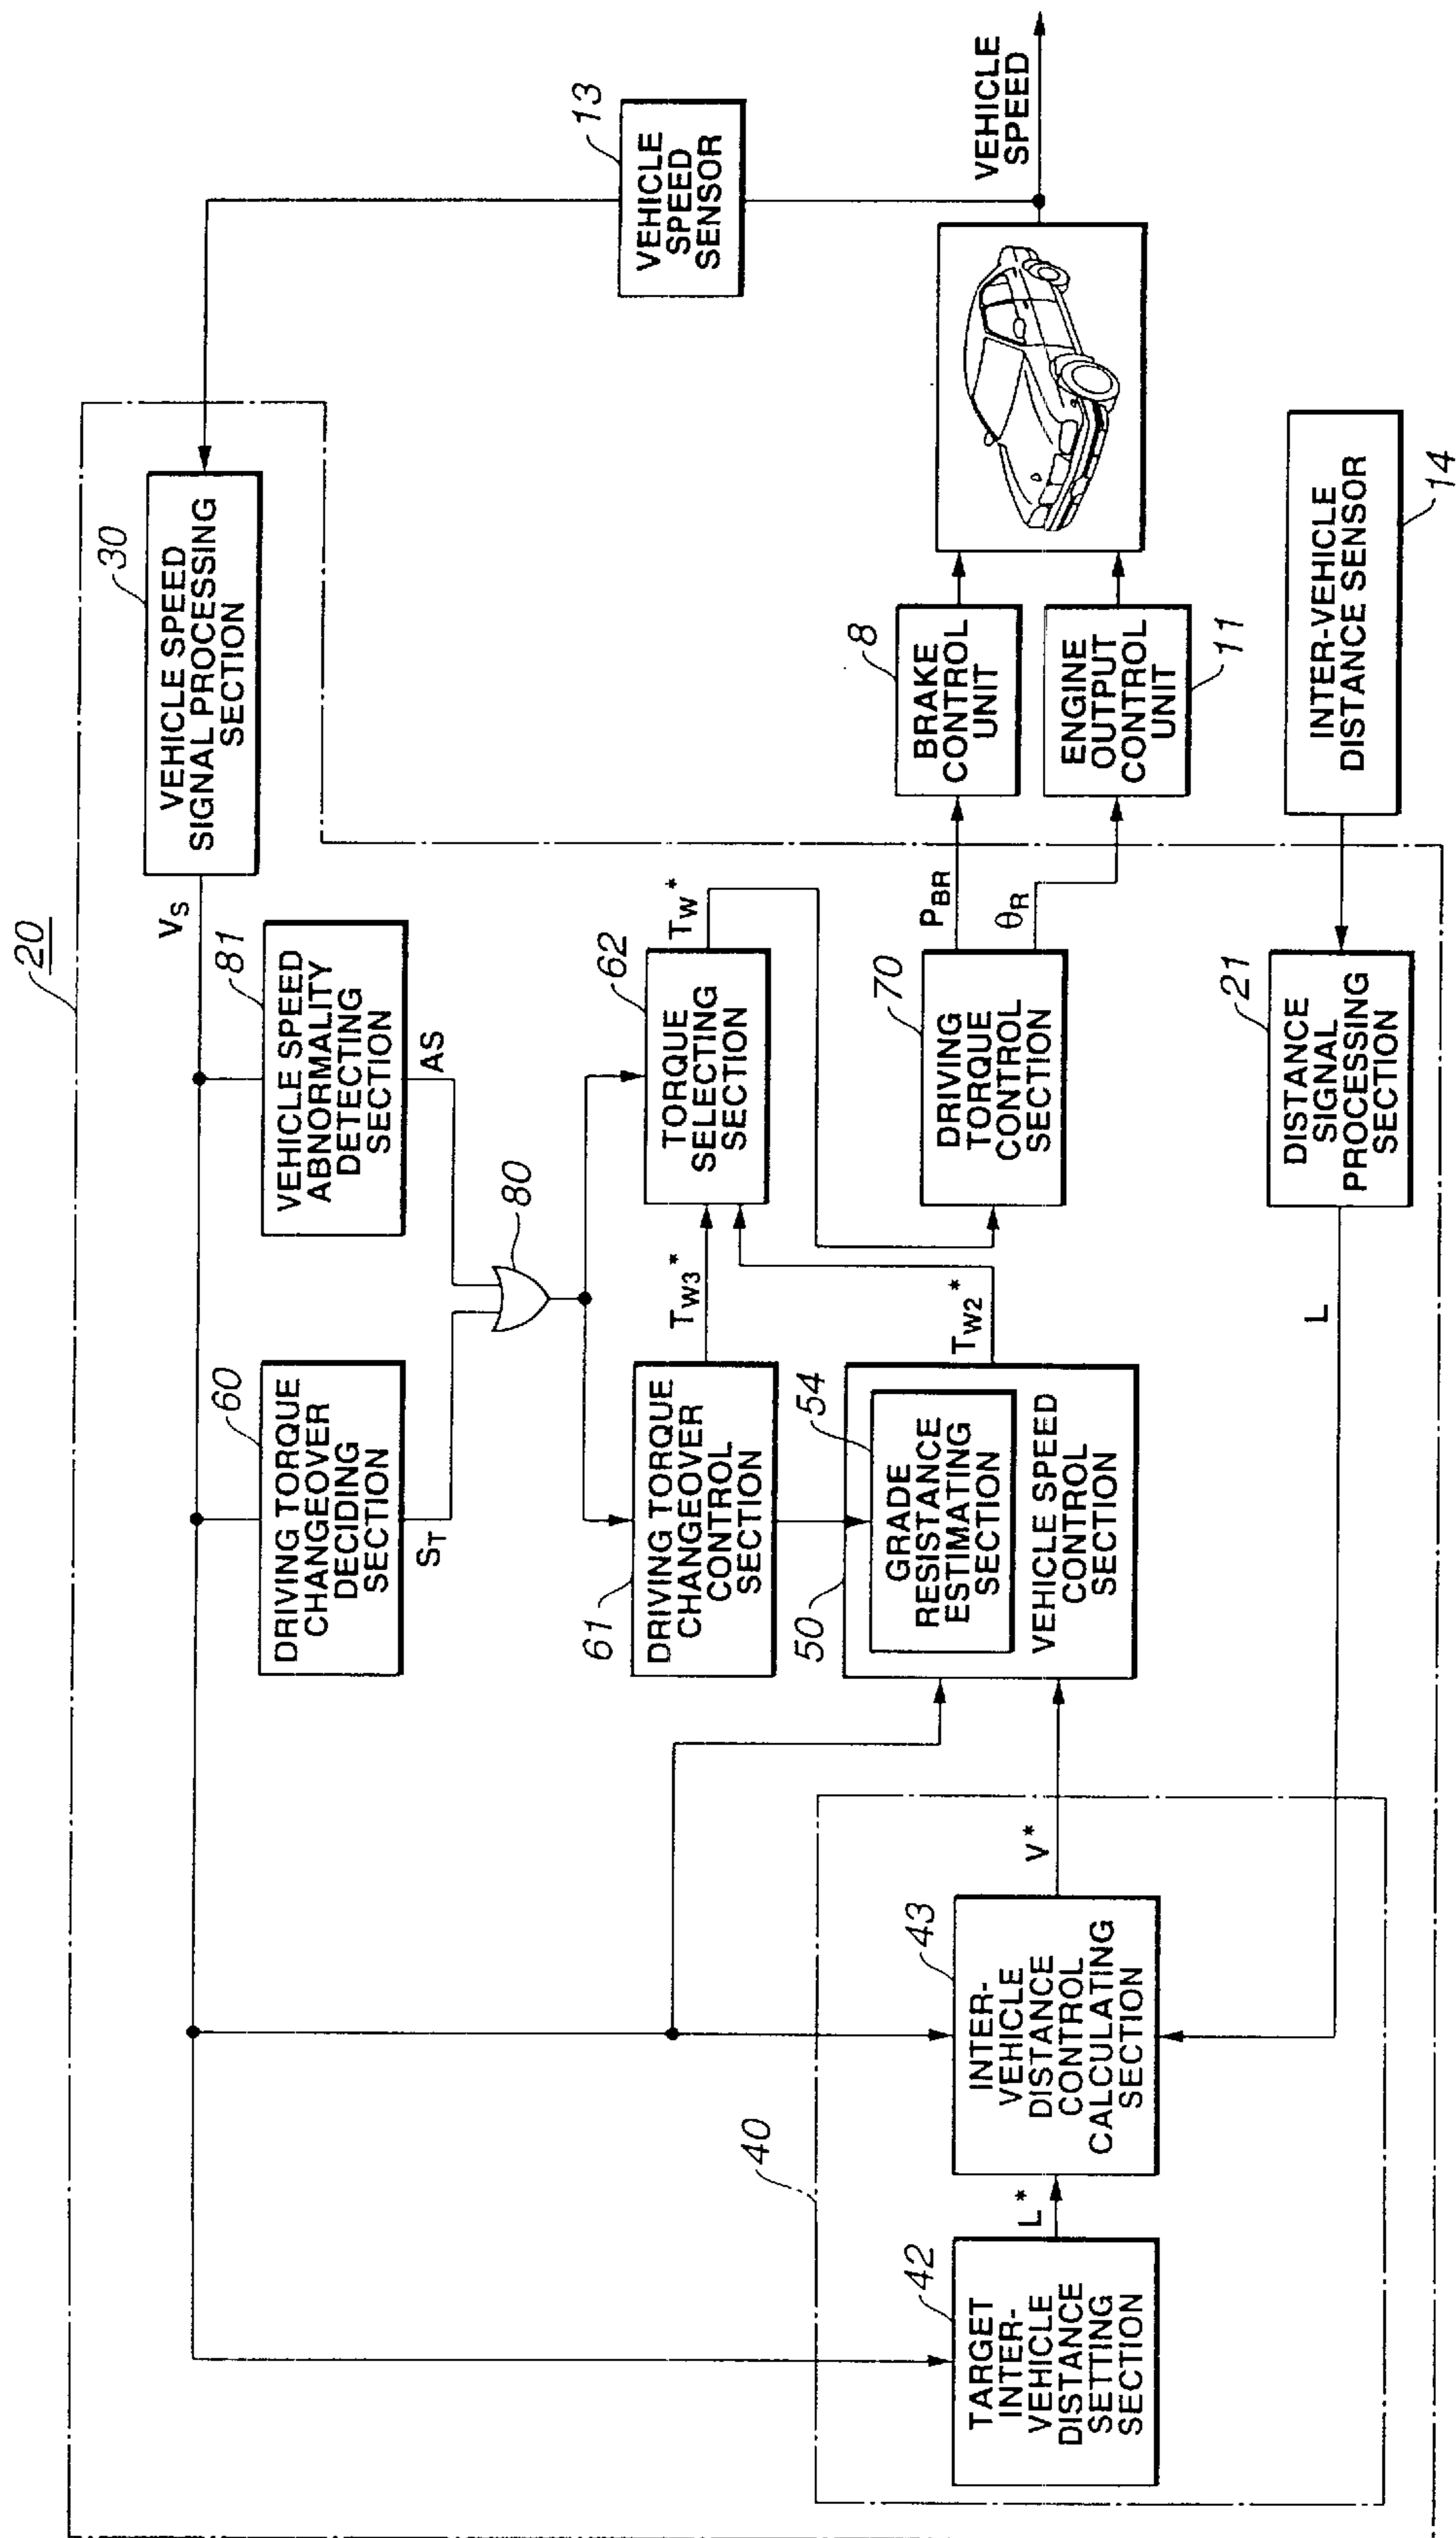 20
30
VEHICLE SPEED
SIGNAL PROCESSING
SECTION
13
VEHICLE
SPEED
SENSOR
VEHICLE
SPEED
VS
60
DRIVING TORQUE
CHANGEOVER
DECIDING
SECTION
ST
81
VEHICLE SPEED
ABNORMALITY
DETECTING
SECTION
AS
80
61
DRIVING TORQUE
CHANGEOVER
CONTROL
SECTION
TW3*
62
TORQUE
SELECTING
SECTION
TW*
50
54
GRADE
RESISTANCE
ESTIMATING
SECTION
VEHICLE SPEED
CONTROL
SECTION
TW2*
70
DRIVING
TORQUE
CONTROL
SECTION
PBR
θR
8
BRAKE
CONTROL
UNIT
ENGINE
OUTPUT
CONTROL
UNIT
11
40
42
TARGET
INTER-
VEHICLE
DISTANCE
SETTING
SECTION
L*
43
INTER-
VEHICLE
DISTANCE
CONTROL
CALCULATING
SECTION
V*
L
21
DISTANCE
SIGNAL
PROCESSING
SECTION
INTER-VEHICLE
DISTANCE SENSOR
14